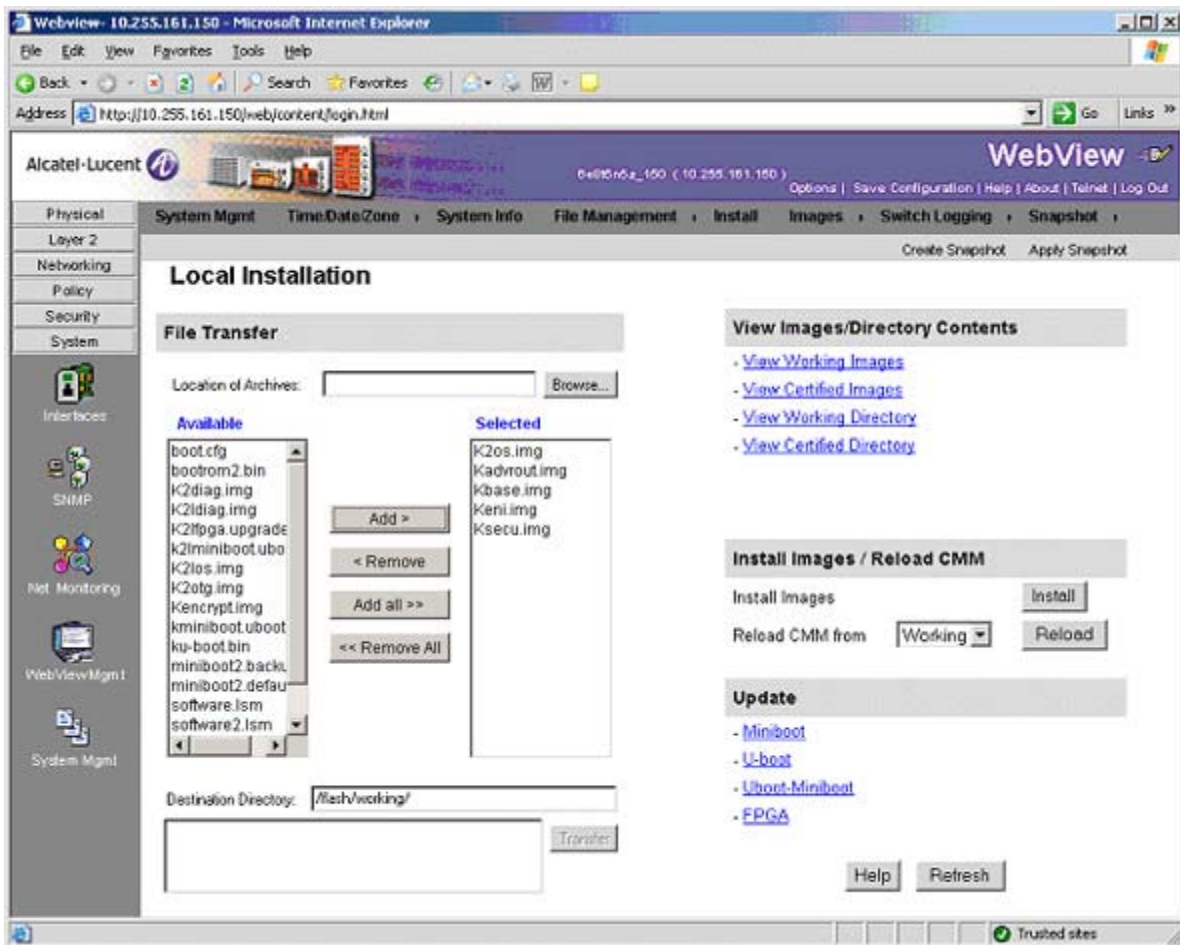 Webview- 10.255.161.150 - Microsoft Internet Explorer
File Edit View Favorites Tools Help
Back Search Favorites
Address http://10.255.161.150/web/content/login.html Go Links »
Alcatel-Lucent
WebView
( 10.255.161.150 )
Options | Save Configuration | Help | About | Telnet | Log Out
Physical
Layer 2
Networking
Policy
Security
System
Interfaces
SNMP
Net Monitoring
WebViewMgmt
System Mgmt
System Mgmt Time/Date/Zone System Info File Management Install Images Switch Logging Snapshot
Create Snapshot Apply Snapshot
Local Installation
File Transfer
Location of Archives: Browse...
Available
boot.cfg
bootrom2.bin
K2diag.img
K2ldiag.img
K2lfpga.upgrade
k2lminiboot.ubo
K2los.img
K2otg.img
Kencrypt.img
kminiboot.uboot
ku-boot.bin
miniboot2.backu
miniboot2.defau
software.lsm
software2.lsm
Add >
< Remove
Add all >>
<< Remove All
Selected
K2os.img
Kadvrout.img
Kbase.img
Keni.img
Ksecu.img
Destination Directory: /flash/working/
Transfer
View Images/Directory Contents
- View Working Images
- View Certified Images
- View Working Directory
- View Certified Directory
Install Images / Reload CMM
Install Images Install
Reload CMM from Working Reload
Update
- Miniboot
- U-boot
- Uboot-Miniboot
- FPGA
Help Refresh
Trusted sites